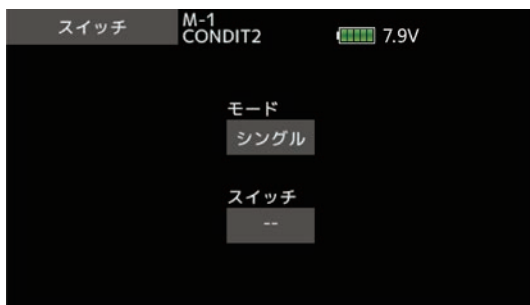 スイッチ
M-1
CONDIT2
7.9V
モード
シングル
スイッチ
--